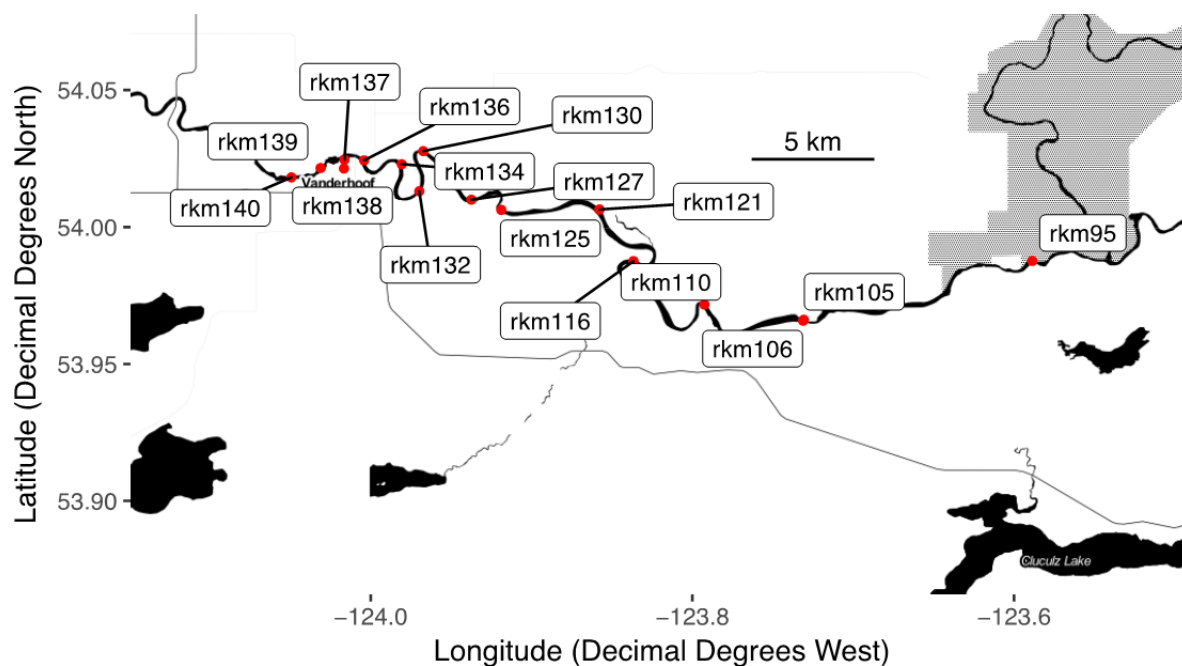 Latitude (Decimal Degrees North)
54.05
54.00
53.95
53.90
rkm137
rkm136
rkm130
rkm139
5 km
Vanderhoof
rkm134
rkm127
rkm140
rkm138
rkm121
rkm125
rkm95
rkm132
rkm110
rkm105
rkm116
rkm106
Cluculz Lake
−124.0
−123.8
−123.6
Longitude (Decimal Degrees West)